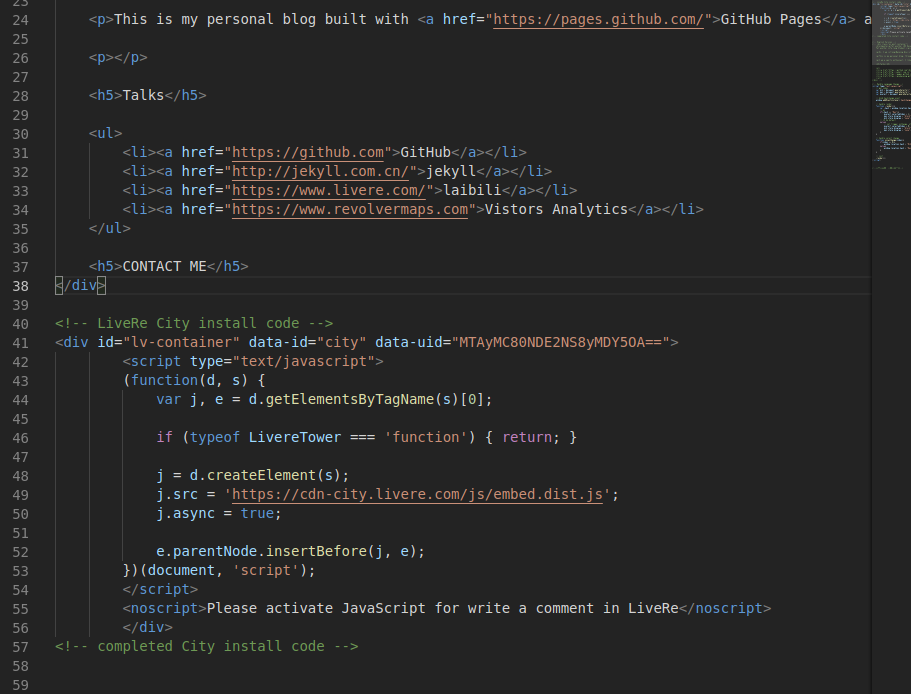 23
24 <p>This is my personal blog built with <a href="https://pages.github.com/">GitHub Pages</a> a
25
26 <p></p>
27
28 <h5>Talks</h5>
29
30 <ul>
31 <li><a href="https://github.com">GitHub</a></li>
32 <li><a href="http://jekyll.com.cn/">jekyll</a></li>
33 <li><a href="https://www.livere.com/">laibili</a></li>
34 <li><a href="https://www.revolvermaps.com">Vistors Analytics</a></li>
35 </ul>
36
37 <h5>CONTACT ME</h5>
38 </div>
39
40 <!-- LiveRe City install code -->
41 <div id="lv-container" data-id="city" data-uid="MTAyMC80NDE2NS8yMDY5OA==">
42 <script type="text/javascript">
43 (function(d, s) {
44 var j, e = d.getElementsByTagName(s)[0];
45
46 if (typeof LivereTower === 'function') { return; }
47
48 j = d.createElement(s);
49 j.src = 'https://cdn-city.livere.com/js/embed.dist.js';
50 j.async = true;
51
52 e.parentNode.insertBefore(j, e);
53 })(document, 'script');
54 </script>
55 <noscript>Please activate JavaScript for write a comment in LiveRe</noscript>
56 </div>
57 <!-- completed City install code -->
58
59